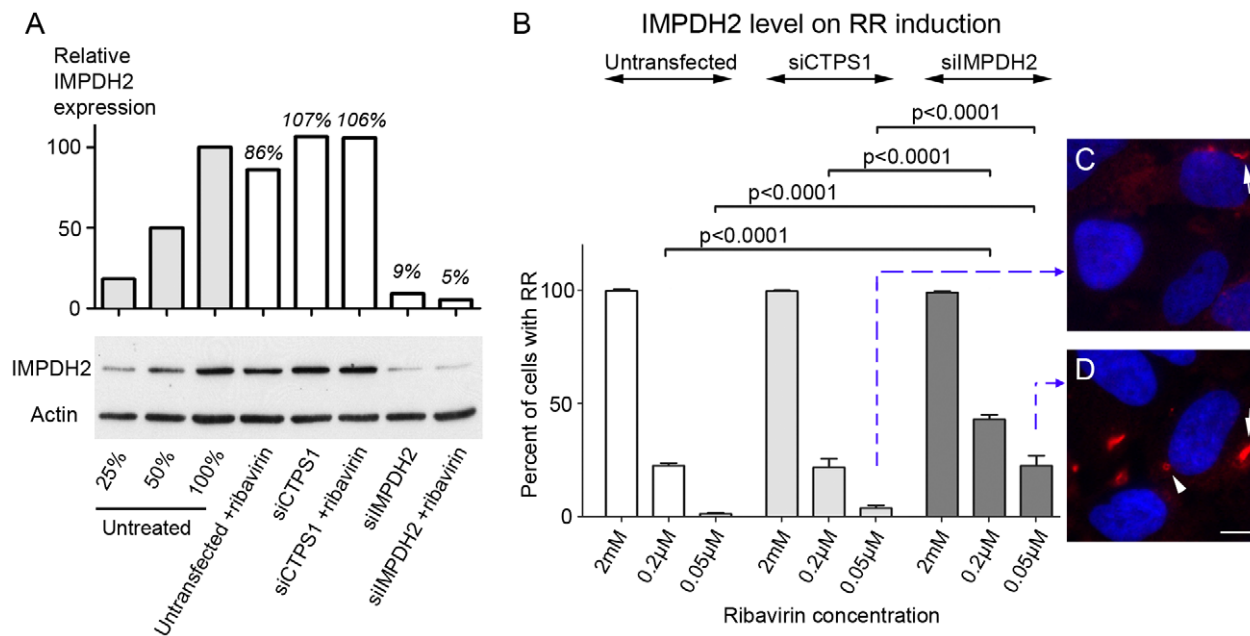 A
Relative
IMPDH2
expression
100
50
0
86%
107%
106%
9%
5%
IMPDH2
Actin
25%
50%
100%
Untreated
Untransfected +ribavirin
siCTPS1
siCTPS1 +ribavirin
siIMPDH2
siIMPDH2 +ribavirin
B
IMPDH2 level on RR induction
Untransfected siCTPS1 siIMPDH2
p<0.0001
p<0.0001
p<0.0001
p<0.0001
Percent of cells with RR
100
50
0
2mM 0.2µM 0.05µM 2mM 0.2µM 0.05µM 2mM 0.2µM 0.05µM
Ribavirin concentration
C
D